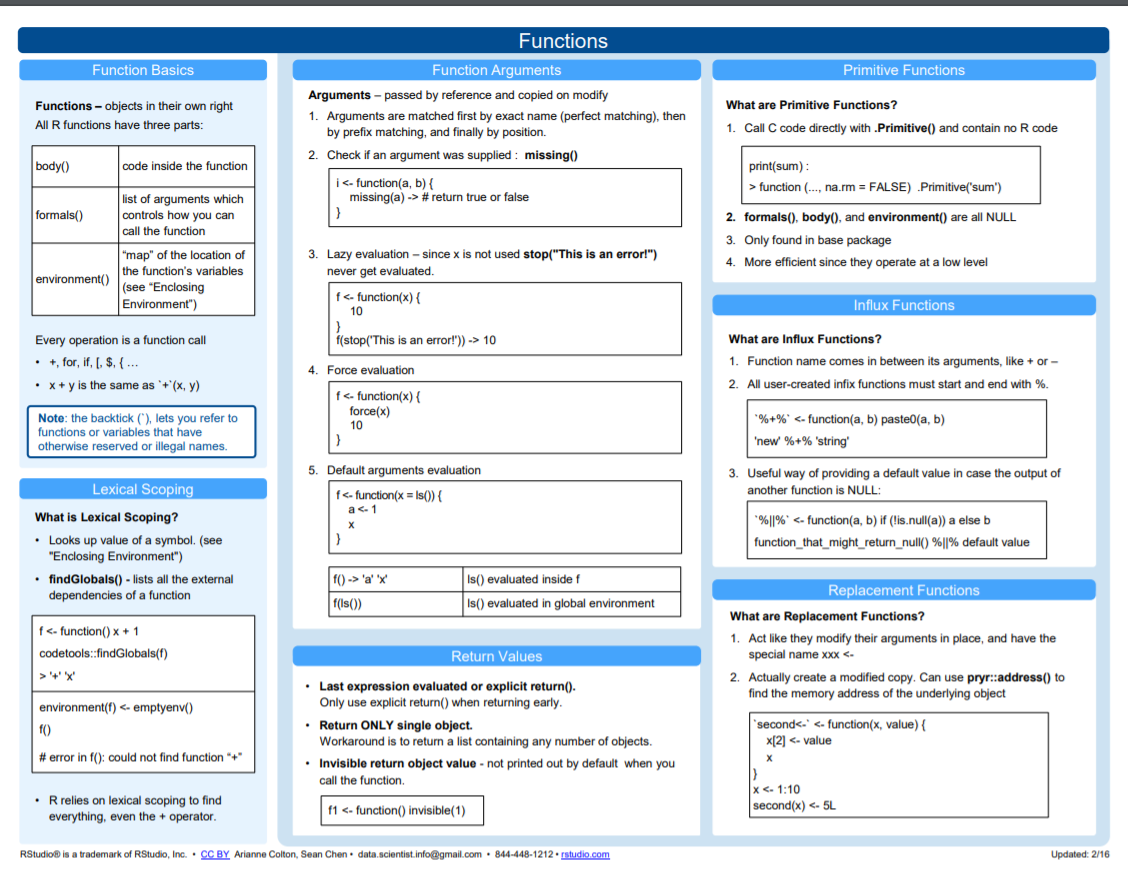 Functions
Function Basics
Functions – objects in their own right
All R functions have three parts:
body()
code inside the function
formals()
list of arguments which
controls how you can
call the function
environment()
“map” of the location of
the function’s variables
(see “Enclosing
Environment”)
Every operation is a function call
• +, for, if, [, $, { …
• x + y is the same as `+`(x, y)
Note: the backtick (`), lets you refer to
functions or variables that have
otherwise reserved or illegal names.
Lexical Scoping
What is Lexical Scoping?
• Looks up value of a symbol. (see
"Enclosing Environment")
• findGlobals() - lists all the external
dependencies of a function
f <- function() x + 1
codetools::findGlobals(f)
> '+' 'x'
environment(f) <- emptyenv()
f()
# error in f(): could not find function “+”
• R relies on lexical scoping to find
everything, even the + operator.
Function Arguments
Arguments – passed by reference and copied on modify
1. Arguments are matched first by exact name (perfect matching), then
by prefix matching, and finally by position.
2. Check if an argument was supplied : missing()
i <- function(a, b) {
missing(a) -> # return true or false
}
3. Lazy evaluation – since x is not used stop("This is an error!")
never get evaluated.
f <- function(x) {
10
}
f(stop('This is an error!')) -> 10
4. Force evaluation
f <- function(x) {
force(x)
10
}
5. Default arguments evaluation
f <- function(x = ls()) {
a <- 1
x
}
f() -> 'a' 'x'
ls() evaluated inside f
f(ls())
ls() evaluated in global environment
Return Values
• Last expression evaluated or explicit return().
Only use explicit return() when returning early.
• Return ONLY single object.
Workaround is to return a list containing any number of objects.
• Invisible return object value - not printed out by default when you
call the function.
f1 <- function() invisible(1)
Primitive Functions
What are Primitive Functions?
1. Call C code directly with .Primitive() and contain no R code
print(sum) :
> function (..., na.rm = FALSE) .Primitive('sum')
2. formals(), body(), and environment() are all NULL
3. Only found in base package
4. More efficient since they operate at a low level
Influx Functions
What are Influx Functions?
1. Function name comes in between its arguments, like + or –
2. All user-created infix functions must start and end with %.
`%+%` <- function(a, b) paste0(a, b)
'new' %+% 'string'
3. Useful way of providing a default value in case the output of
another function is NULL:
`%||%` <- function(a, b) if (!is.null(a)) a else b
function_that_might_return_null() %||% default value
Replacement Functions
What are Replacement Functions?
1. Act like they modify their arguments in place, and have the
special name xxx <-
2. Actually create a modified copy. Can use pryr::address() to
find the memory address of the underlying object
`second<-` <- function(x, value) {
x[2] <- value
x
}
x <- 1:10
second(x) <- 5L
RStudio® is a trademark of RStudio, Inc. • CC BY Arianne Colton, Sean Chen • data.scientist.info@gmail.com • 844-448-1212 • rstudio.com
Updated: 2/16